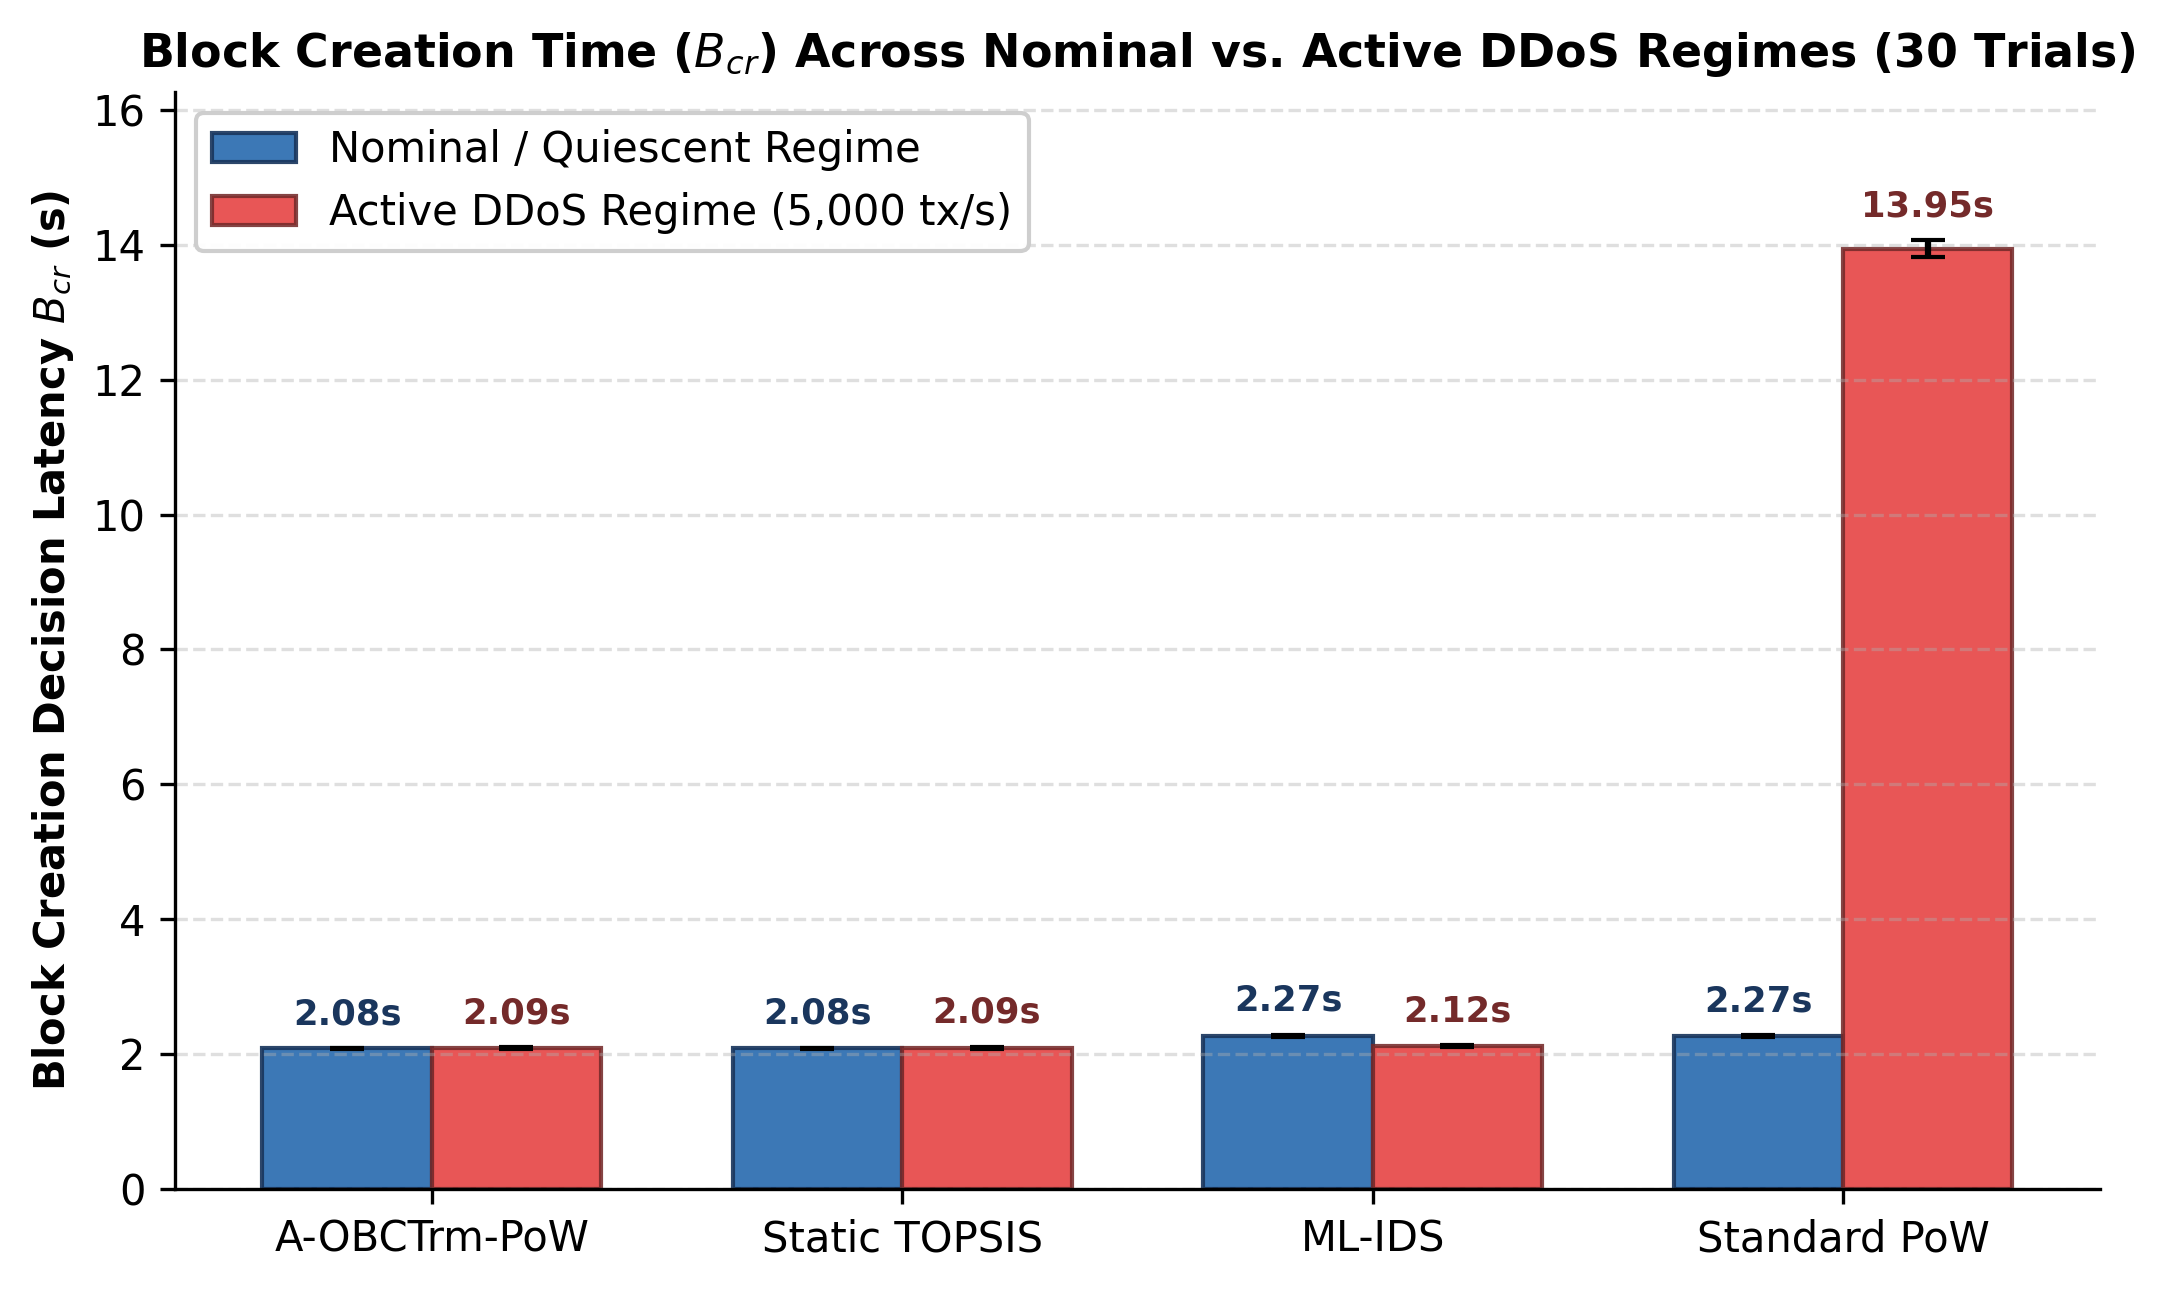 Block Creation Time (B_cr) Across Nominal vs. Active DDoS Regimes (30 Trials)
Block Creation Decision Latency B_cr (s)
16
14
12
10
8
6
4
2
0
Nominal / Quiescent Regime
Active DDoS Regime (5,000 tx/s)
13.95s
2.08s 2.09s 2.08s 2.09s 2.27s 2.12s 2.27s
A-OBCTrm-PoW Static TOPSIS ML-IDS Standard PoW